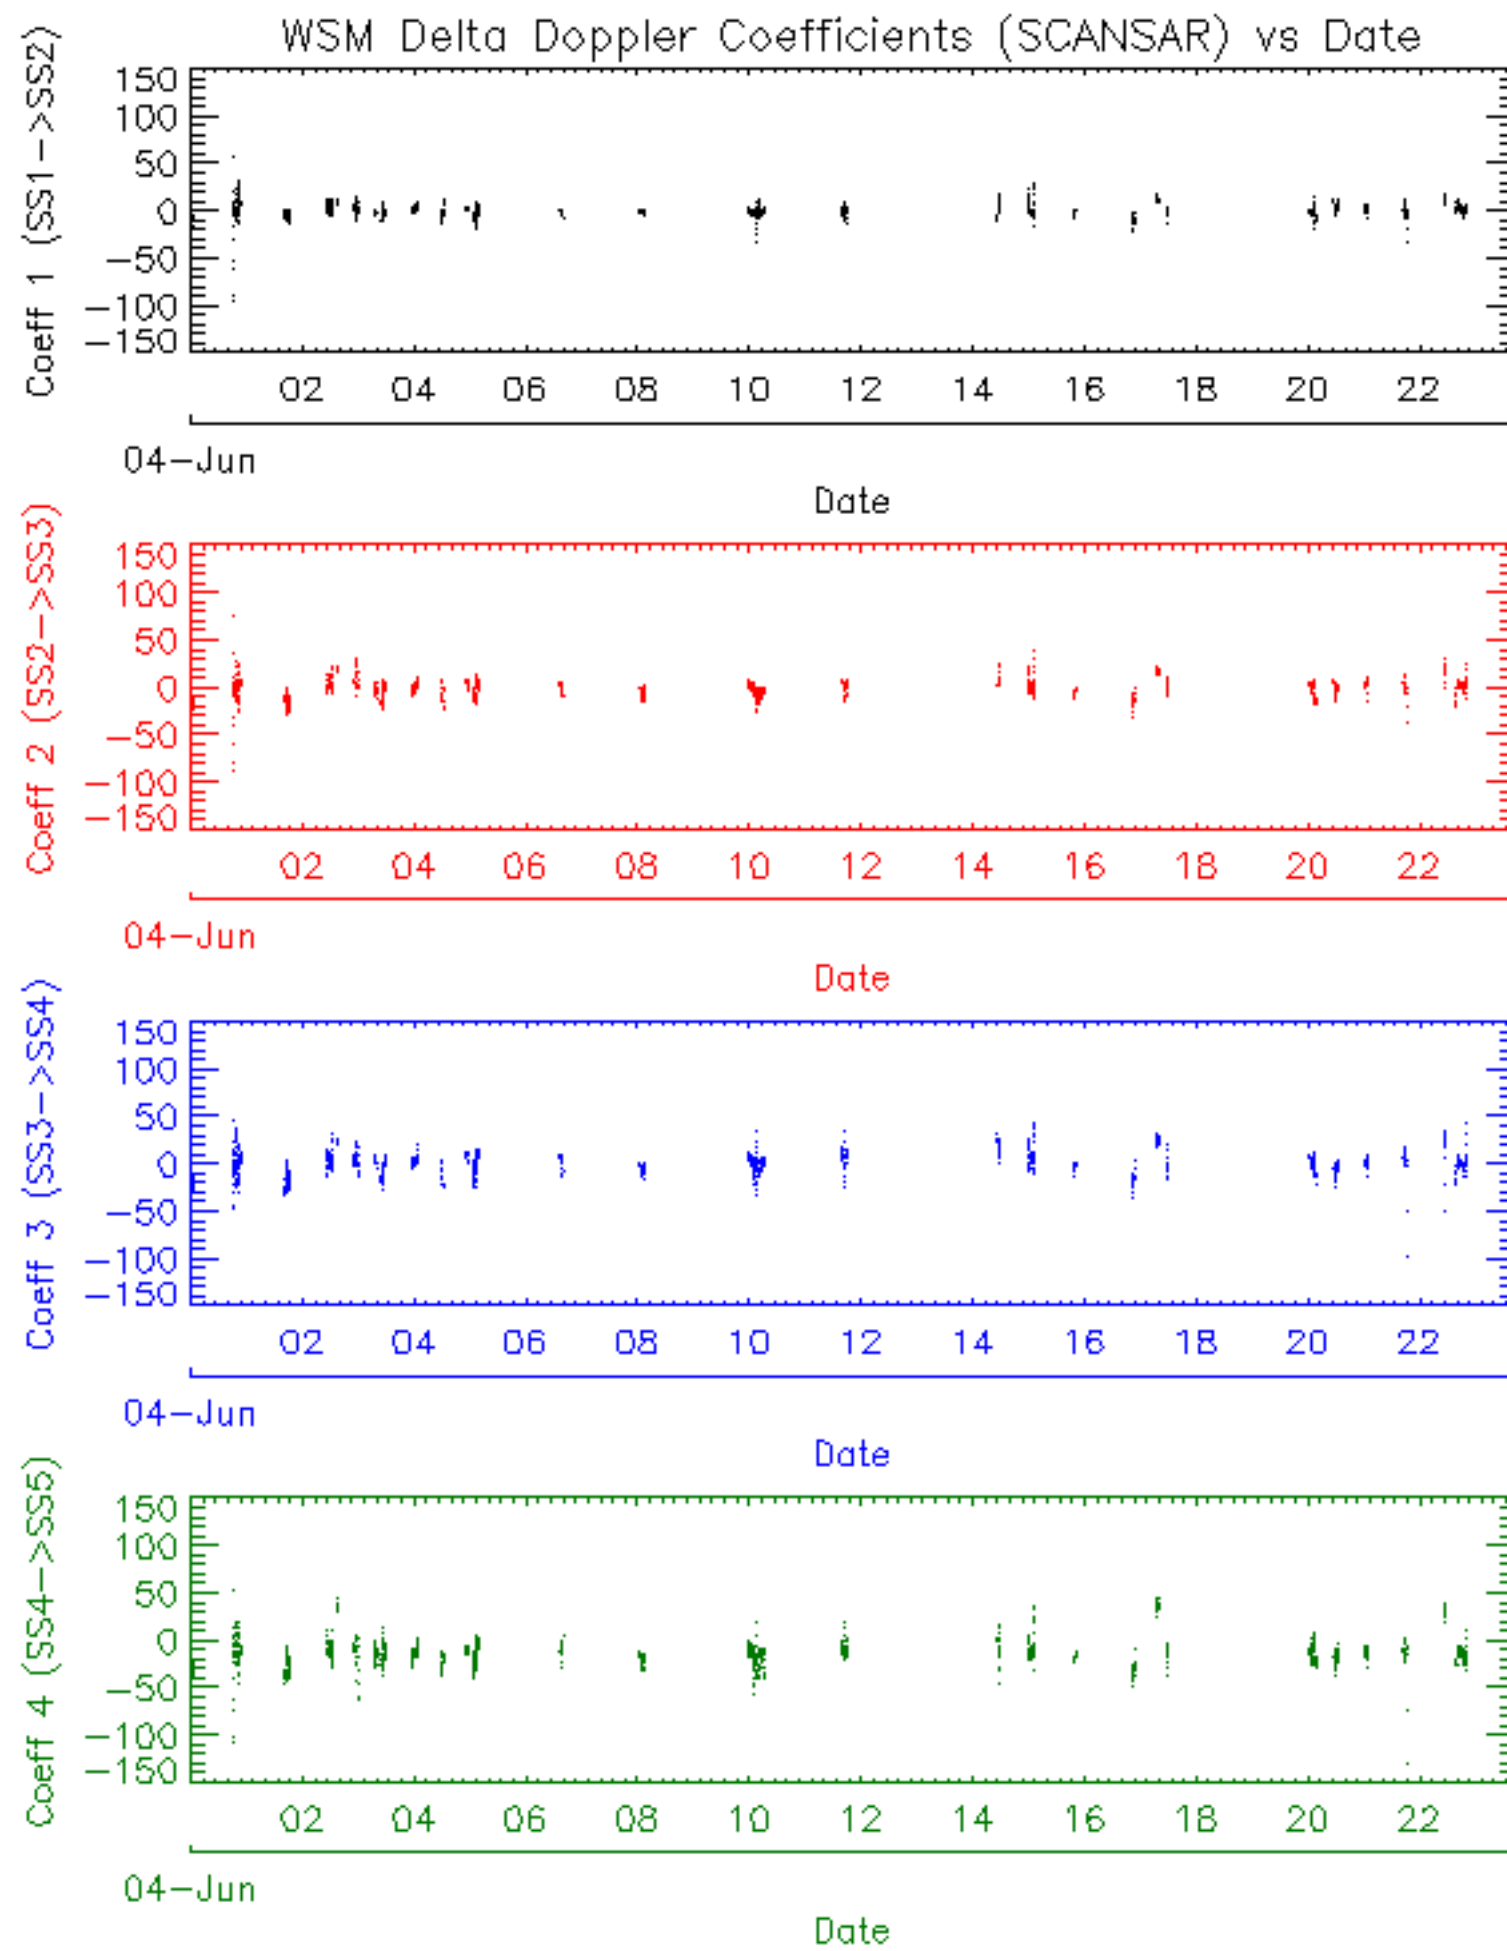 WSM Delta Doppler Coefficients (SCANSAR) vs Date
Coeff 1 (SS1->SS2)
150
100
50
0
-50
-100
-150
02 04 06 08 10 12 14 16 18 20 22
04-Jun
Date
Coeff 2 (SS2->SS3)
150
100
50
0
-50
-100
-150
02 04 06 08 10 12 14 16 18 20 22
04-Jun
Date
Coeff 3 (SS3->SS4)
150
100
50
0
-50
-100
-150
02 04 06 08 10 12 14 16 18 20 22
04-Jun
Date
Coeff 4 (SS4->SS5)
150
100
50
0
-50
-100
-150
02 04 06 08 10 12 14 16 18 20 22
04-Jun
Date